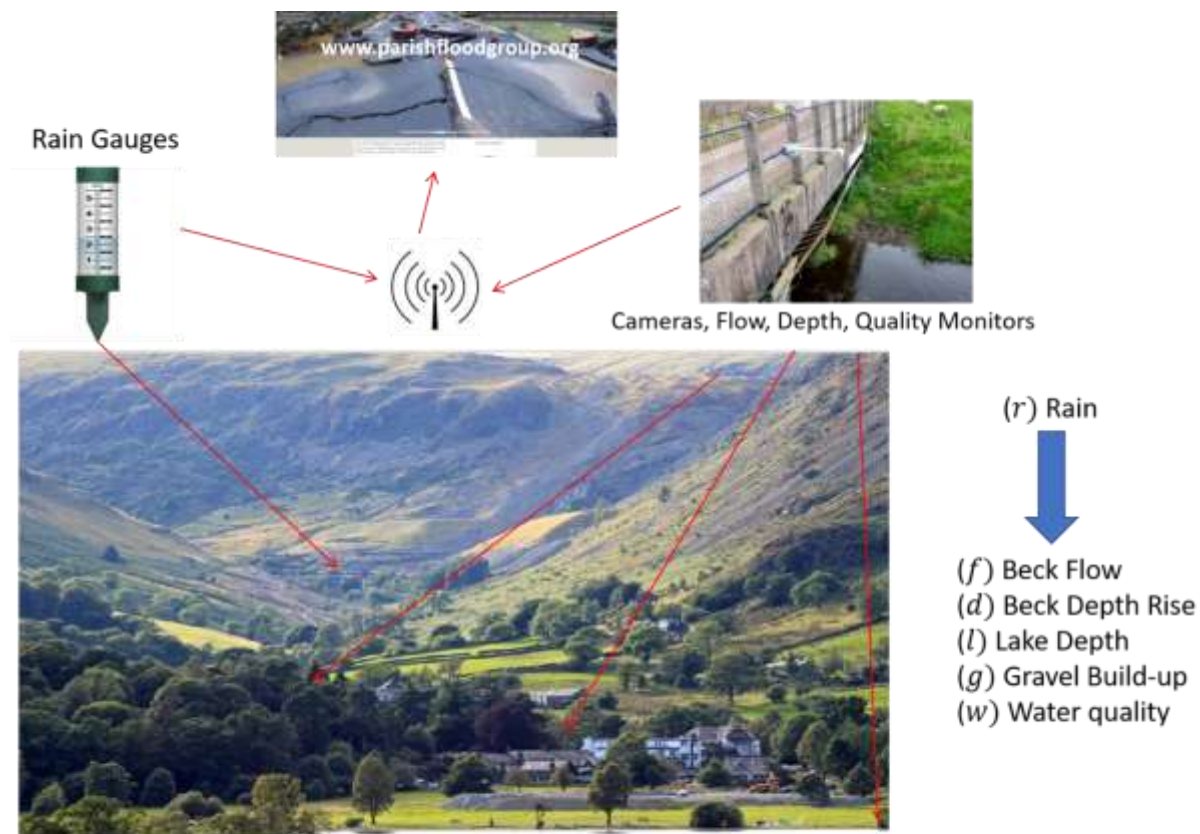 www.parishfloodgroup.org
Rain Gauges
Cameras, Flow, Depth, Quality Monitors
(r) Rain
(f) Beck Flow
(d) Beck Depth Rise
(l) Lake Depth
(g) Gravel Build-up
(w) Water quality